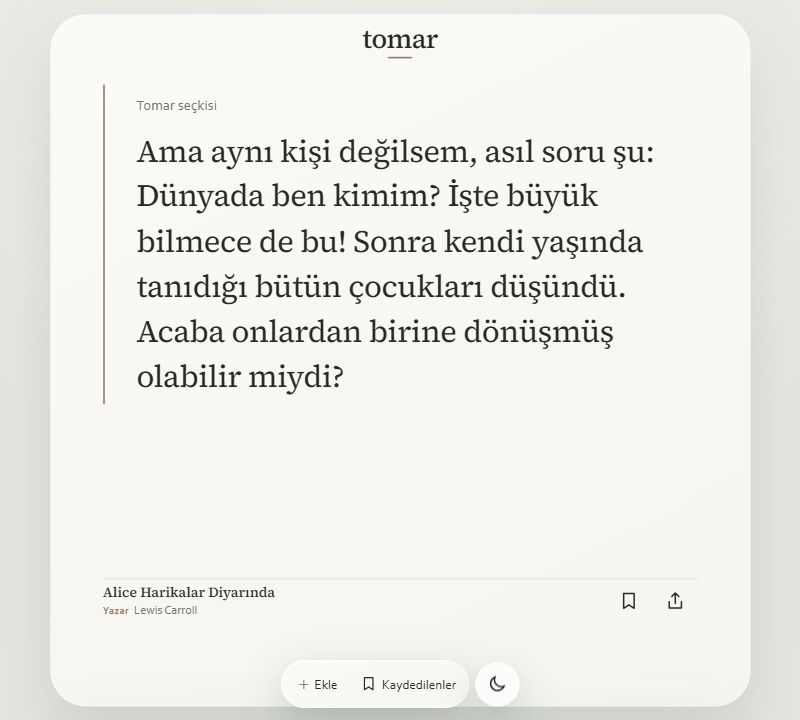 tomar
Tomar seçkisi
Ama aynı kişi değilsem, asıl soru şu:
Dünyada ben kimim? İşte büyük
bilmece de bu! Sonra kendi yaşında
tanıdığı bütün çocukları düşündü.
Acaba onlardan birine dönüşmüş
olabilir miydi?
Alice Harikalar Diyarında
Yazar Lewis Carroll
+ Ekle Kaydedilenler